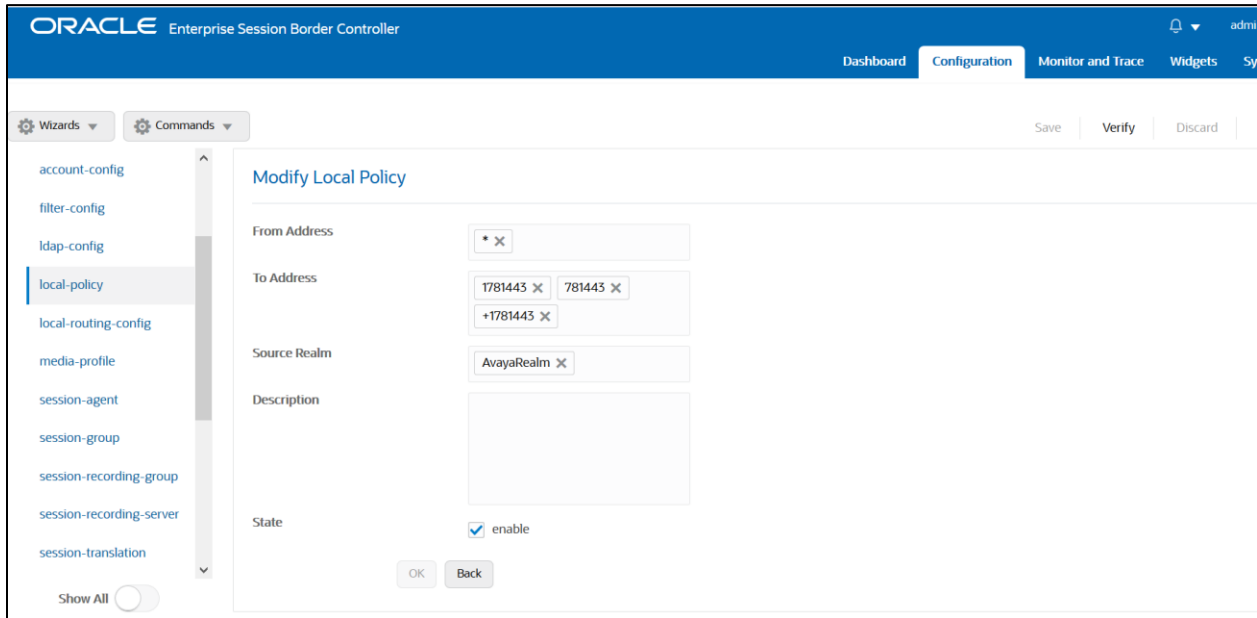 ORACLE Enterprise Session Border Controller
admi
Dashboard Configuration Monitor and Trace Widgets Sy
Wizards Commands Save Verify Discard
account-config
filter-config
ldap-config
local-policy
local-routing-config
media-profile
session-agent
session-group
session-recording-group
session-recording-server
session-translation
Show All
Modify Local Policy
From Address *
To Address 1781443 781443
+1781443
Source Realm AvayaRealm
Description
State enable
OK Back